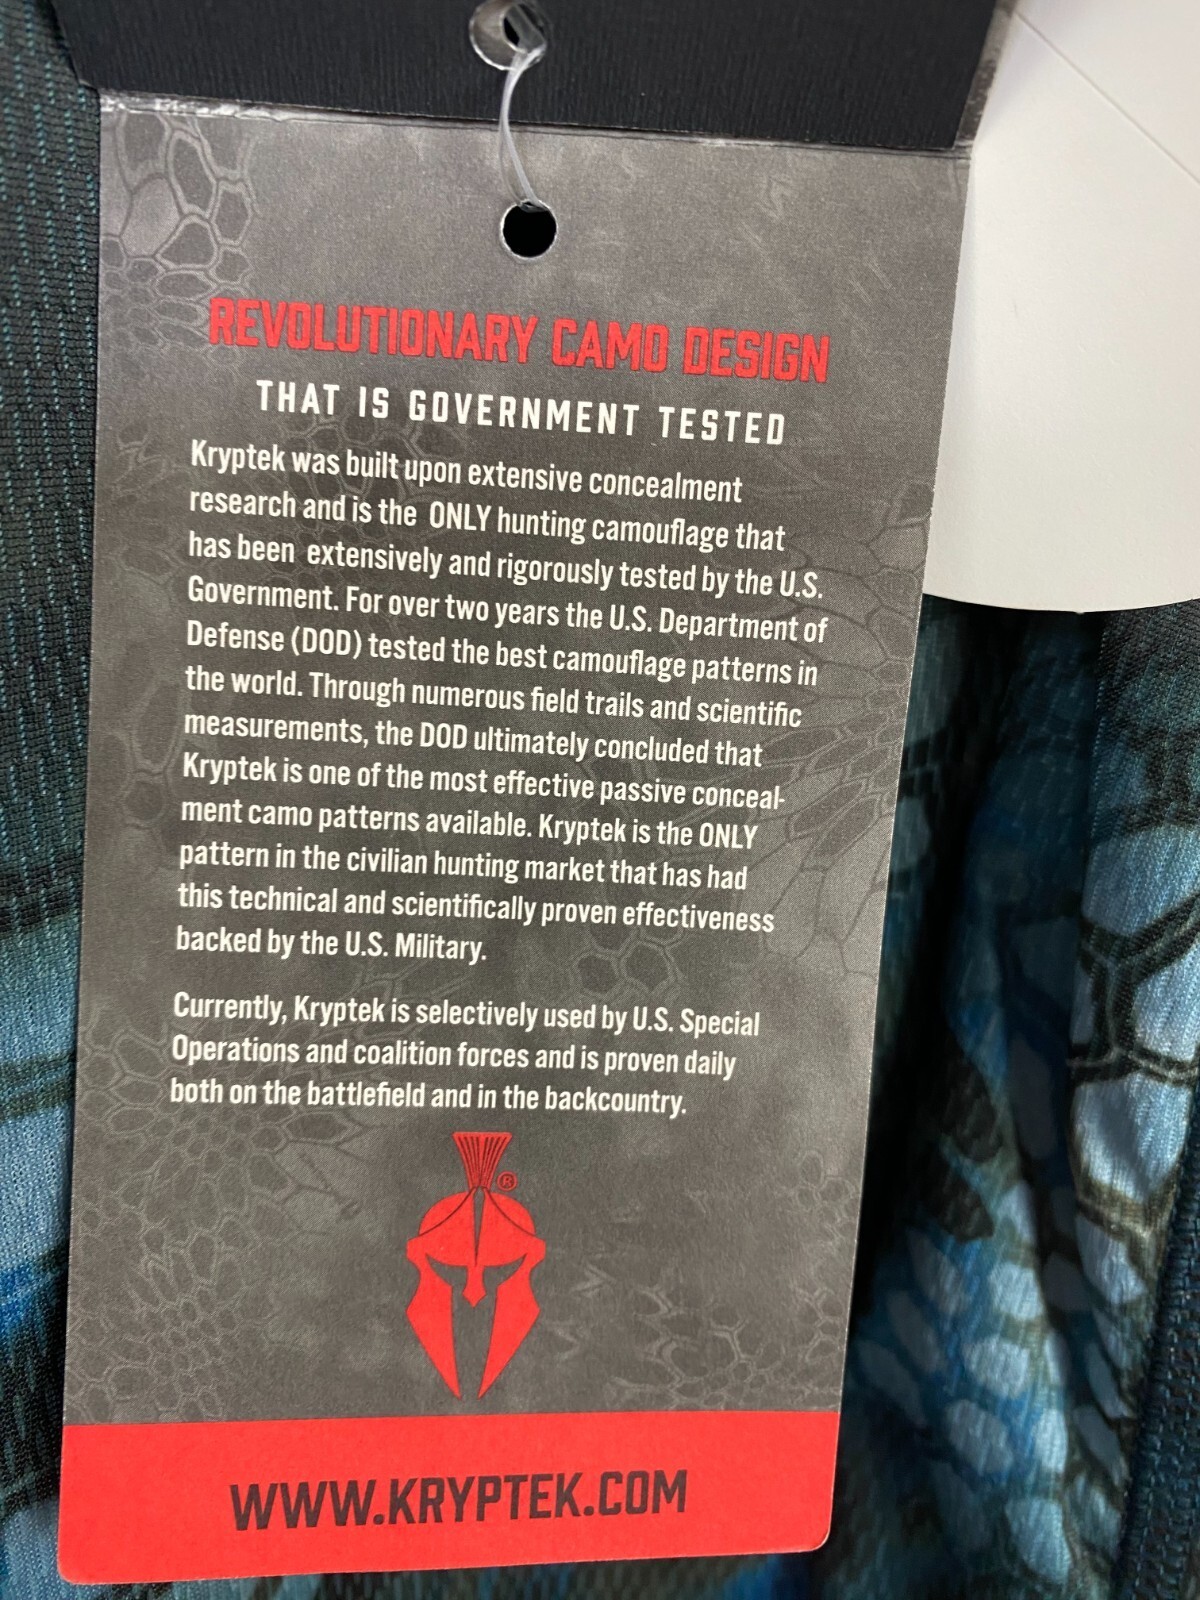 REVOLUTIONARY CAMO DESIGN
THAT IS GOVERNMENT TESTED
Kryptek was built upon extensive concealment
research and is the ONLY hunting camouflage that
has been extensively and rigorously tested by the U.S.
Government. For over two years the U.S. Department of
Defense (DOD) tested the best camouflage patterns in
the world. Through numerous field trails and scientific
measurements, the DOD ultimately concluded that
Kryptek is one of the most effective passive conceal-
ment camo patterns available. Kryptek is the ONLY
pattern in the civilian hunting market that has had
this technical and scientifically proven effectiveness
backed by the U.S. Military.
Currently, Kryptek is selectively used by U.S. Special
Operations and coalition forces and is proven daily
both on the battlefield and in the backcountry.
®
WWW.KRYPTEK.COM